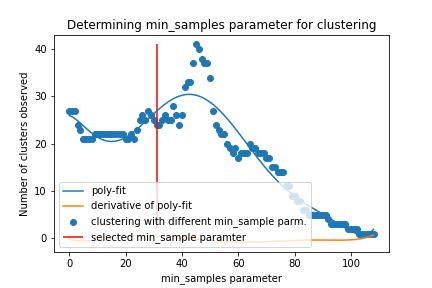 Determining min_samples parameter for clustering
Number of clusters observed
40
30
20
10
0
poly-fit
derivative of poly-fit
clustering with different min_sample parm.
selected min_sample paramter
0
20
40
60
80
100
min_samples parameter